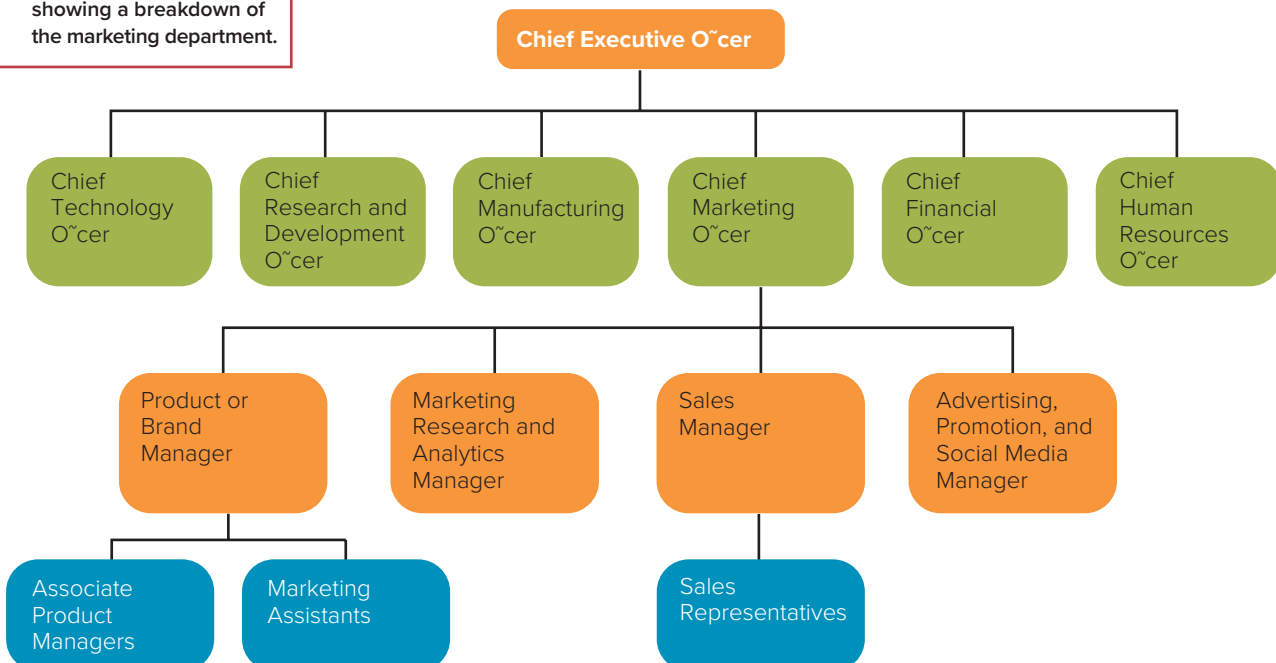 showing a breakdown of
the marketing department.
Chief Executive O˜cer
Chief
Technology
O˜cer
Chief
Research and
Development
O˜cer
Chief
Manufacturing
O˜cer
Chief
Marketing
O˜cer
Chief
Financial
O˜cer
Chief
Human
Resources
O˜cer
Product or
Brand
Manager
Marketing
Research and
Analytics
Manager
Sales
Manager
Advertising,
Promotion, and
Social Media
Manager
Associate
Product
Managers
Marketing
Assistants
Sales
Representatives